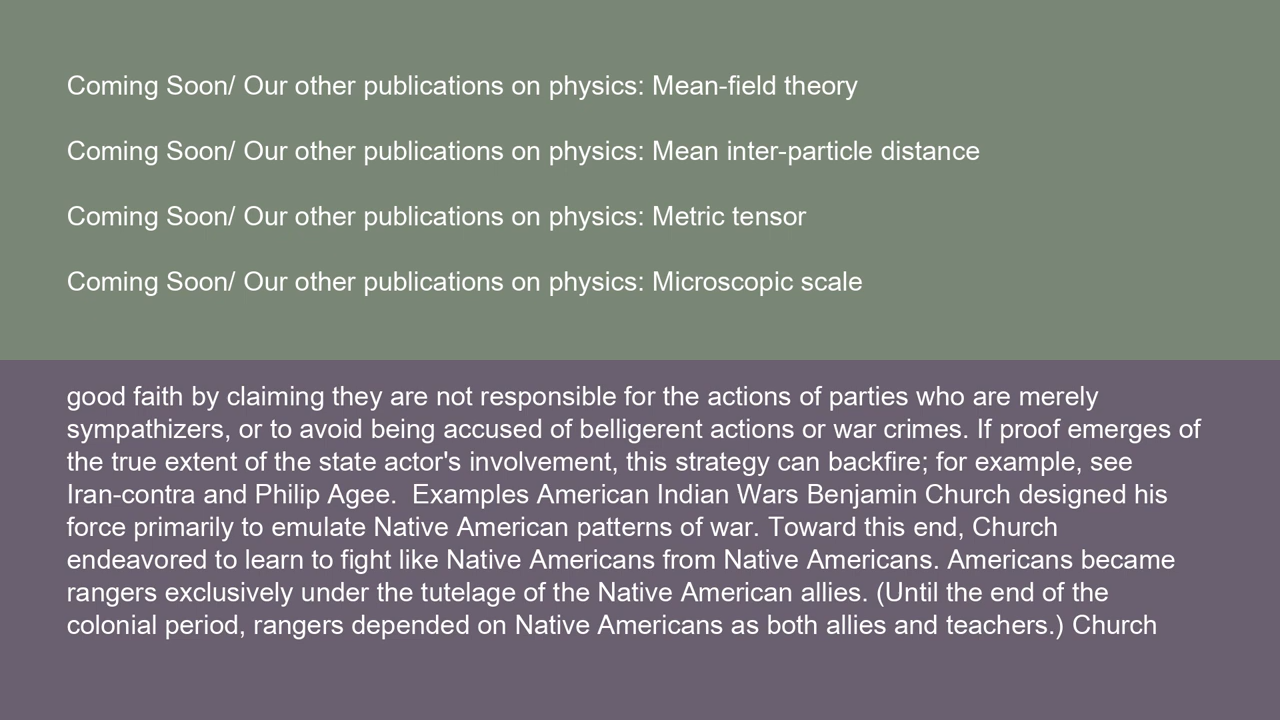 Coming Soon/ Our other publications on physics: Mean-field theory
Coming Soon/ Our other publications on physics: Mean inter-particle distance
Coming Soon/ Our other publications on physics: Metric tensor
Coming Soon/ Our other publications on physics: Microscopic scale
good faith by claiming they are not responsible for the actions of parties who are merely
sympathizers, or to avoid being accused of belligerent actions or war crimes. If proof emerges of
the true extent of the state actor's involvement, this strategy can backfire; for example, see
Iran-contra and Philip Agee.  Examples American Indian Wars Benjamin Church designed his
force primarily to emulate Native American patterns of war. Toward this end, Church
endeavored to learn to fight like Native Americans from Native Americans. Americans became
rangers exclusively under the tutelage of the Native American allies. (Until the end of the
colonial period, rangers depended on Native Americans as both allies and teachers.) Church